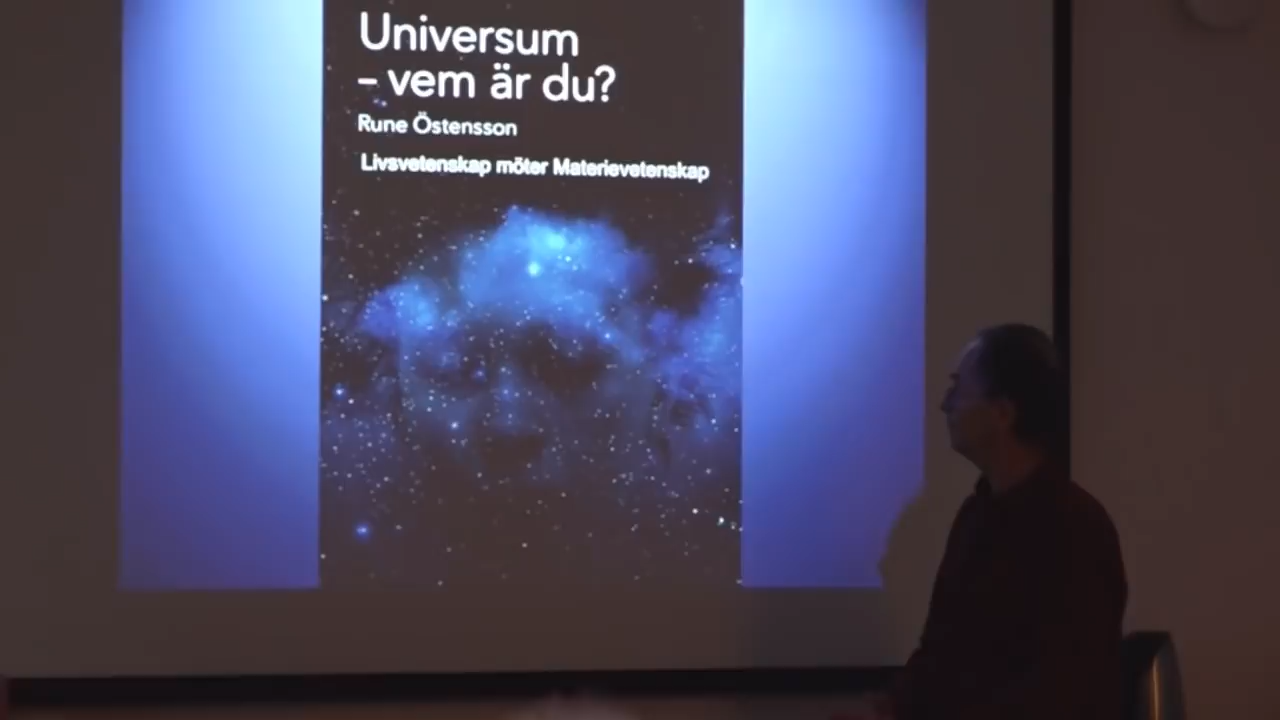 Universum
– vem är du?
Rune Östensson
Livsvetenskap möter Materievetenskap